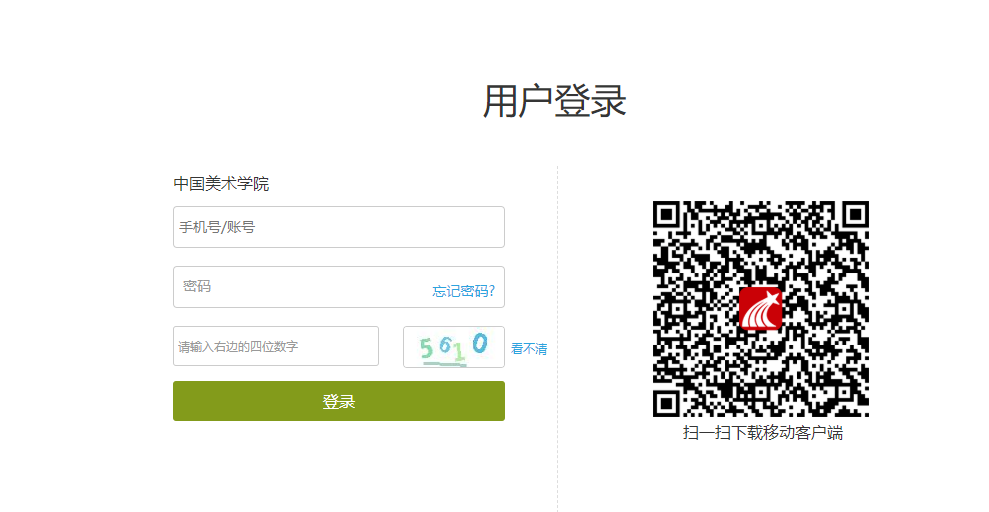 用户登录
中国美术学院
手机号/账号
密码
忘记密码?
请输入右边的四位数字
5610
看不清
登录
扫一扫下载移动客户端